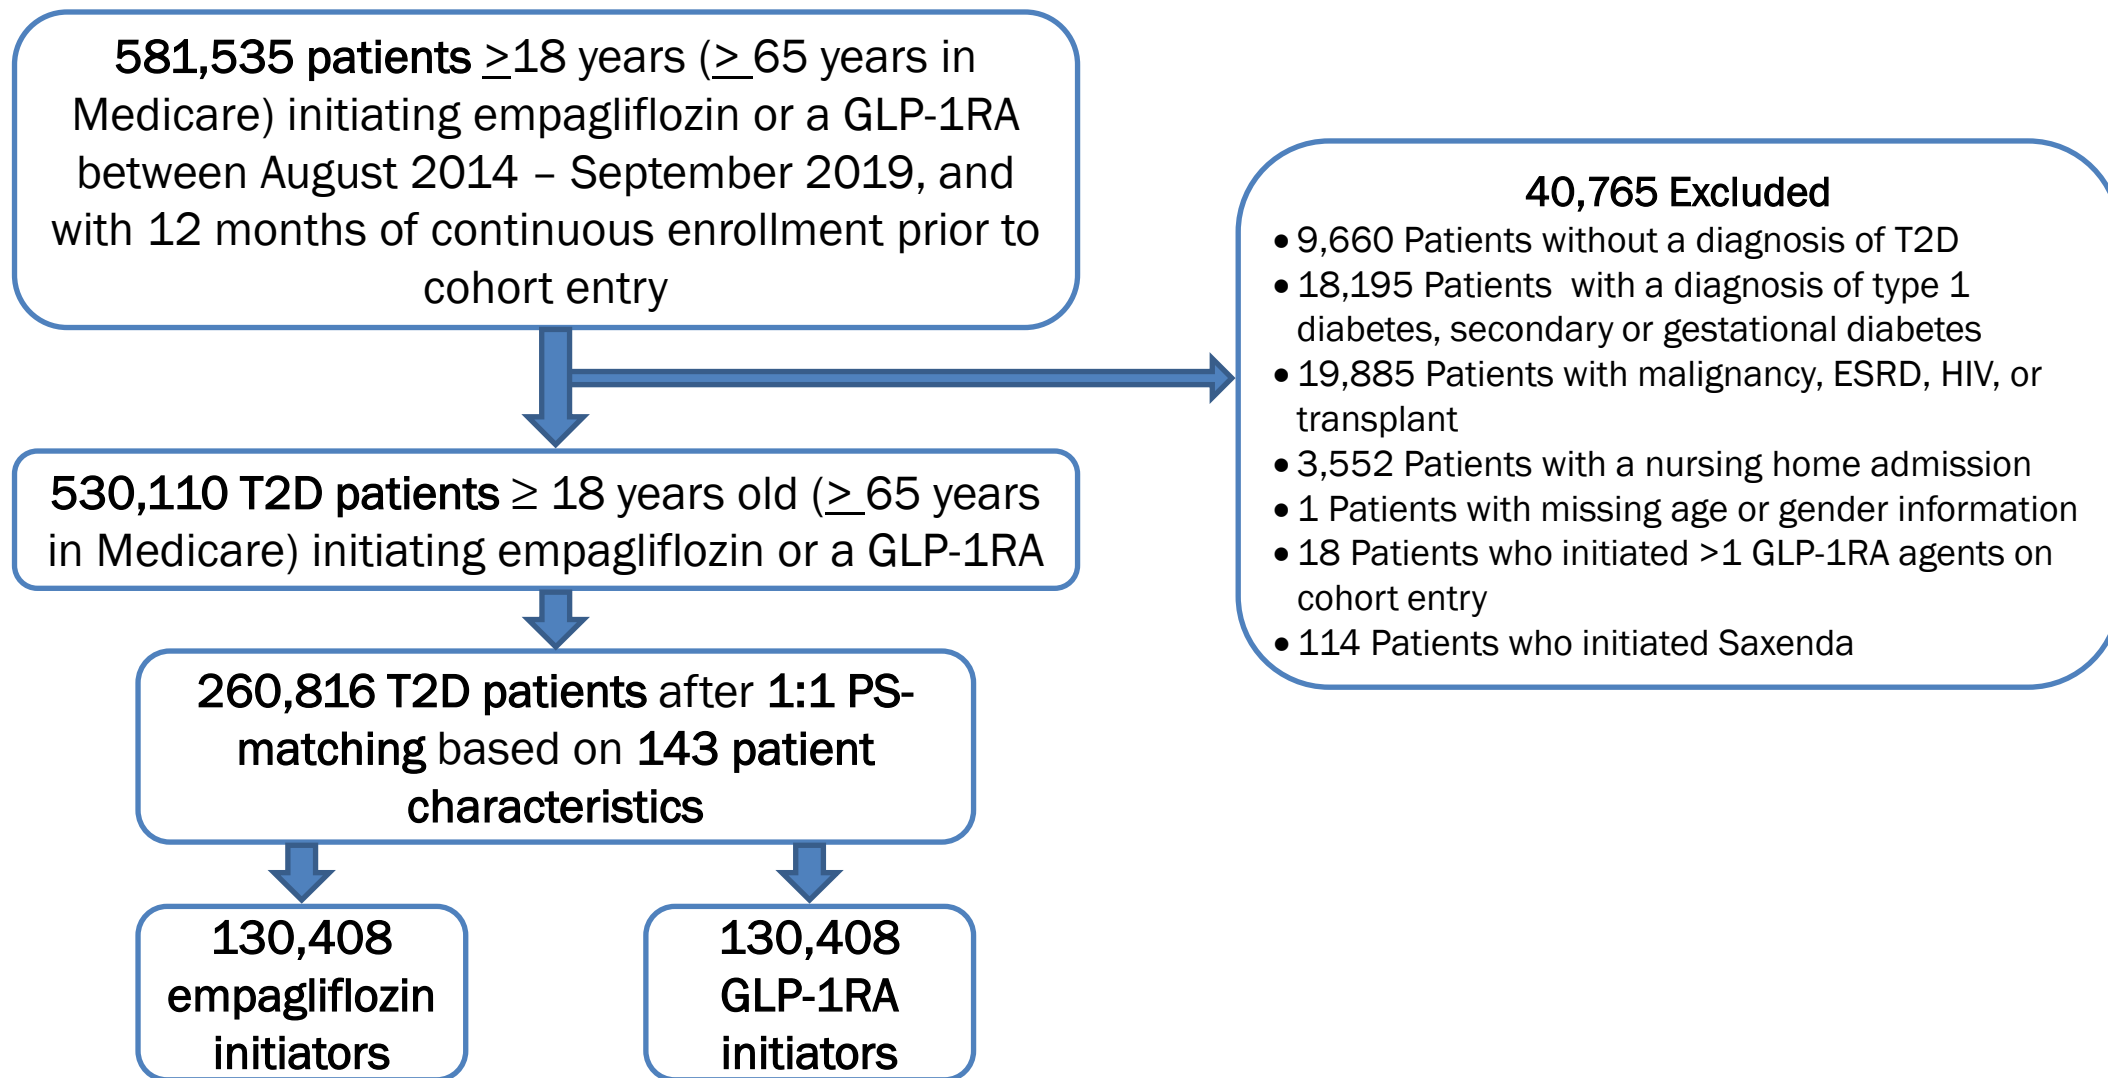 581,535 patients >18 years (> 65 years in
Medicare) initiating empagliflozin or a GLP-1RA
between August 2014 – September 2019, and
with 12 months of continuous enrollment prior to
cohort entry
40,765 Excluded
• 9,660 Patients without a diagnosis of T2D
• 18,195 Patients  with a diagnosis of type 1
diabetes, secondary or gestational diabetes
• 19,885 Patients with malignancy, ESRD, HIV, or
transplant
• 3,552 Patients with a nursing home admission
• 1 Patients with missing age or gender information
• 18 Patients who initiated >1 GLP-1RA agents on
cohort entry
• 114 Patients who initiated Saxenda
530,110 T2D patients ≥ 18 years old (> 65 years
in Medicare) initiating empagliflozin or a GLP-1RA
260,816 T2D patients after 1:1 PS-
matching based on 143 patient
characteristics
130,408
empagliflozin
initiators
130,408
GLP-1RA
initiators